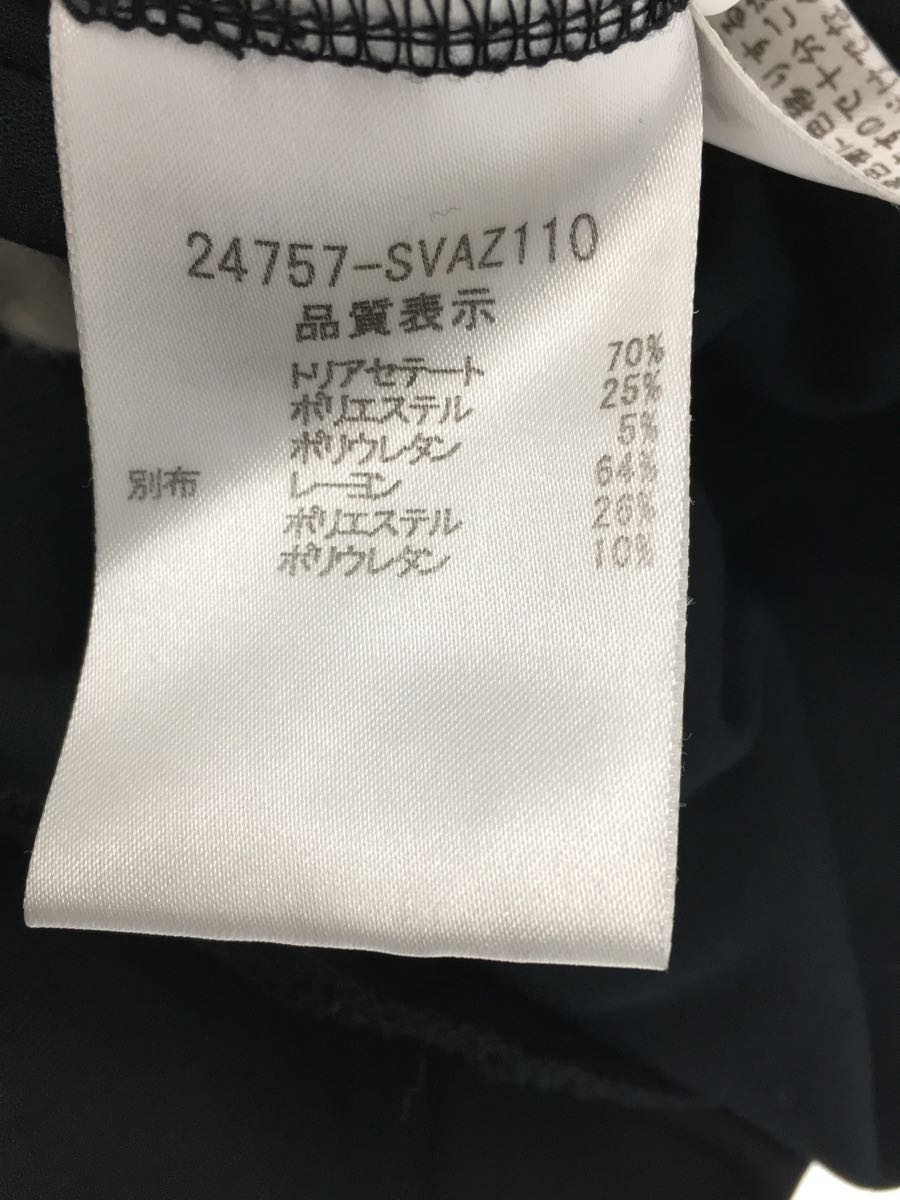 24757-SVAZ110
品質表示
トリアセテート 70%
ポリエステル 25%
ポリウレタン 5%
別布 レーヨン 64%
ポリエステル 26%
ポリウレタン 10%